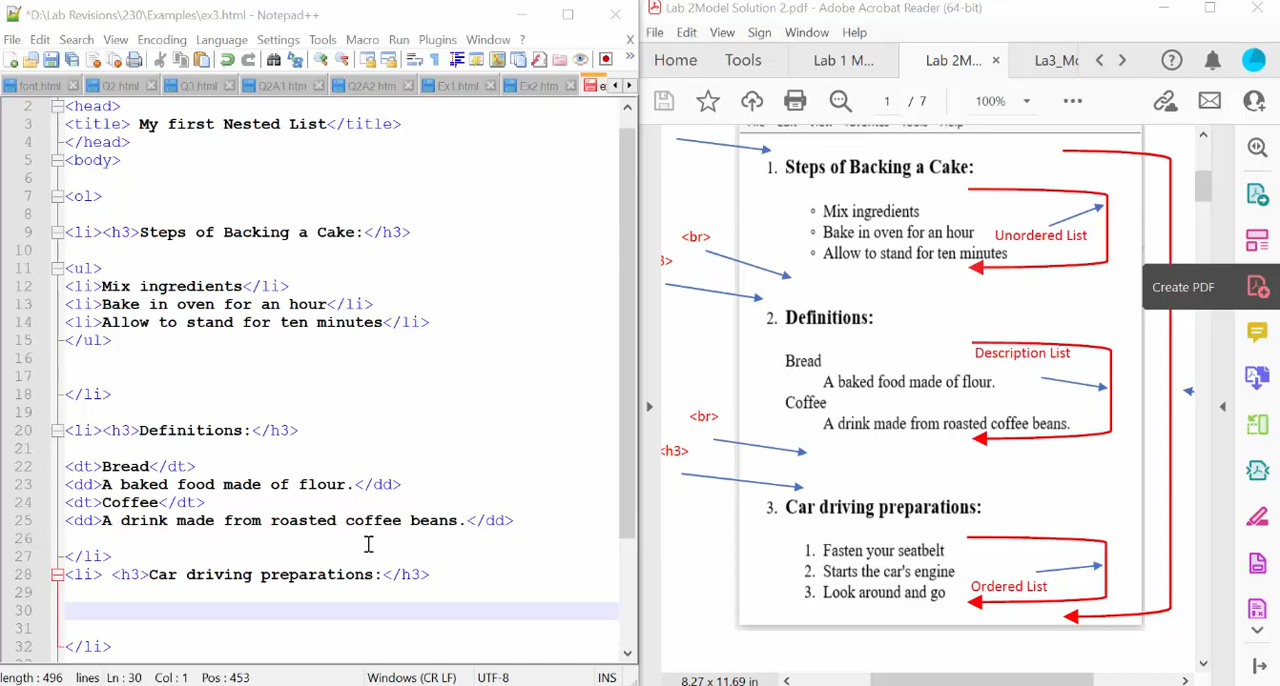 *D:\Lab Revisions\230\Examples\ex3.html - Notepad++
File Edit Search View Encoding Language Settings Tools Macro Run Plugins Window ? X
font.html Q2.html Q3.html Q2A1.htm Q2A2 htm Ex1.html Ex2.htm e
2 <head>
3 <title> My first Nested List</title>
4 </head>
5 <body>
6
7 <ol>
8
9 <li><h3>Steps of Backing a Cake:</h3>
10
11 <ul>
12 <li>Mix ingredients</li>
13 <li>Bake in oven for an hour</li>
14 <li>Allow to stand for ten minutes</li>
15 </ul>
16
17
18 </li>
19
20 <li><h3>Definitions:</h3>
21
22 <dt>Bread</dt>
23 <dd>A baked food made of flour.</dd>
24 <dt>Coffee</dt>
25 <dd>A drink made from roasted coffee beans.</dd>
26
27 </li>
28 <li> <h3>Car driving preparations:</h3>
29
30
31
32 </li>
length : 496 lines Ln : 30 Col : 1 Pos : 453 Windows (CR LF) UTF-8 INS
Lab 2Model Solution 2.pdf - Adobe Acrobat Reader (64-bit)
File Edit View Sign Window Help
Home Tools Lab 1 M... Lab 2M... × La3_Mo
1 / 7 100%
1. Steps of Backing a Cake:
Mix ingredients
<br> Bake in oven for an hour Unordered List
3> Allow to stand for ten minutes
Create PDF
2. Definitions:
Description List
Bread
A baked food made of flour.
Coffee
<br> A drink made from roasted coffee beans.
<h3>
3. Car driving preparations:
1. Fasten your seatbelt
2. Starts the car's engine
3. Look around and go Ordered List
8.27 x 11.69 in